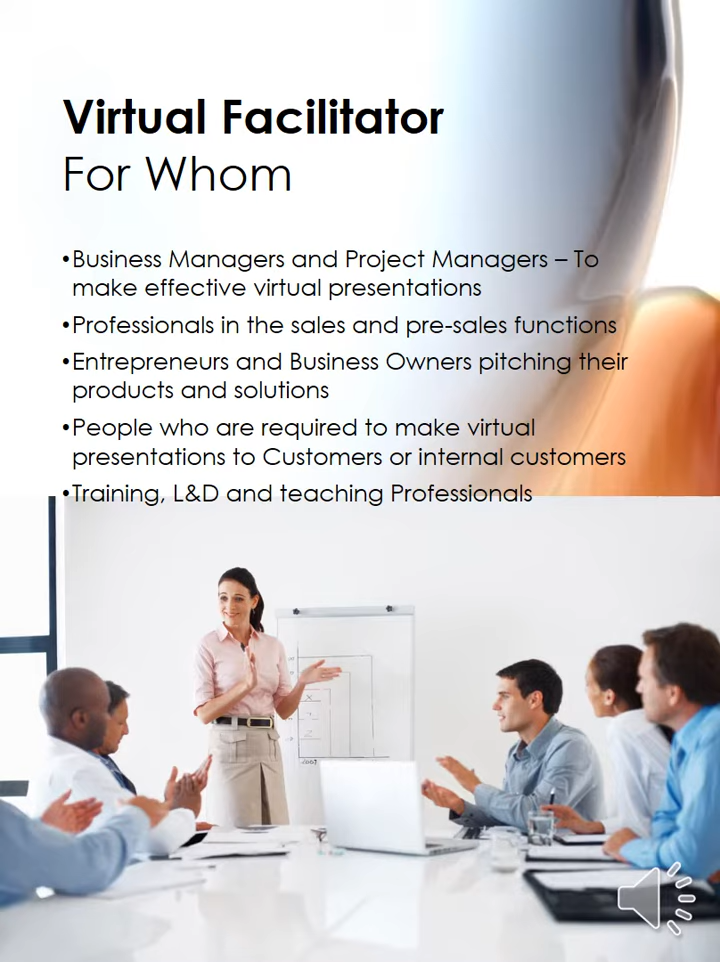 Virtual Facilitator
For Whom
•Business Managers and Project Managers – To
make effective virtual presentations
•Professionals in the sales and pre-sales functions
•Entrepreneurs and Business Owners pitching their
products and solutions
•People who are required to make virtual
presentations to Customers or internal customers
•Training, L&D and teaching Professionals